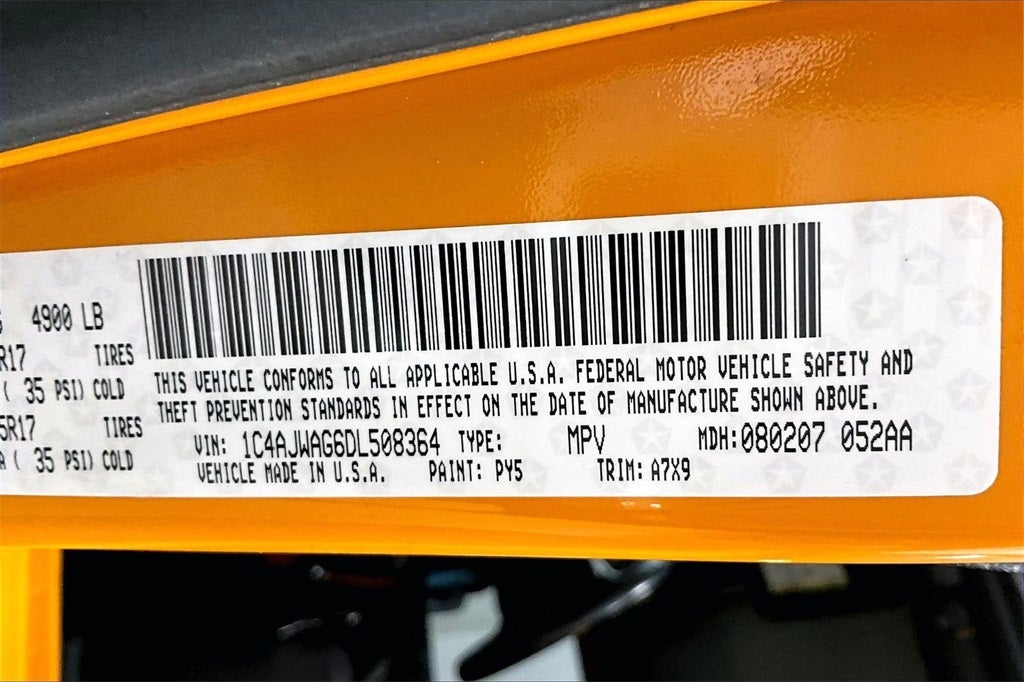 4900 LB
R17 TIRES
( 35 PSI) COLD
5R17 TIRES
( 35 PSI) COLD
THIS VEHICLE CONFORMS TO ALL APPLICABLE U.S.A. FEDERAL MOTOR VEHICLE SAFETY AND
THEFT PREVENTION STANDARDS IN EFFECT ON THE DATE OF MANUFACTURE SHOWN ABOVE.
VIN: 1C4AJWAG6DL508364 TYPE: MPV MDH:080207 052AA
VEHICLE MADE IN U.S.A. PAINT: PY5 TRIM: A7X9